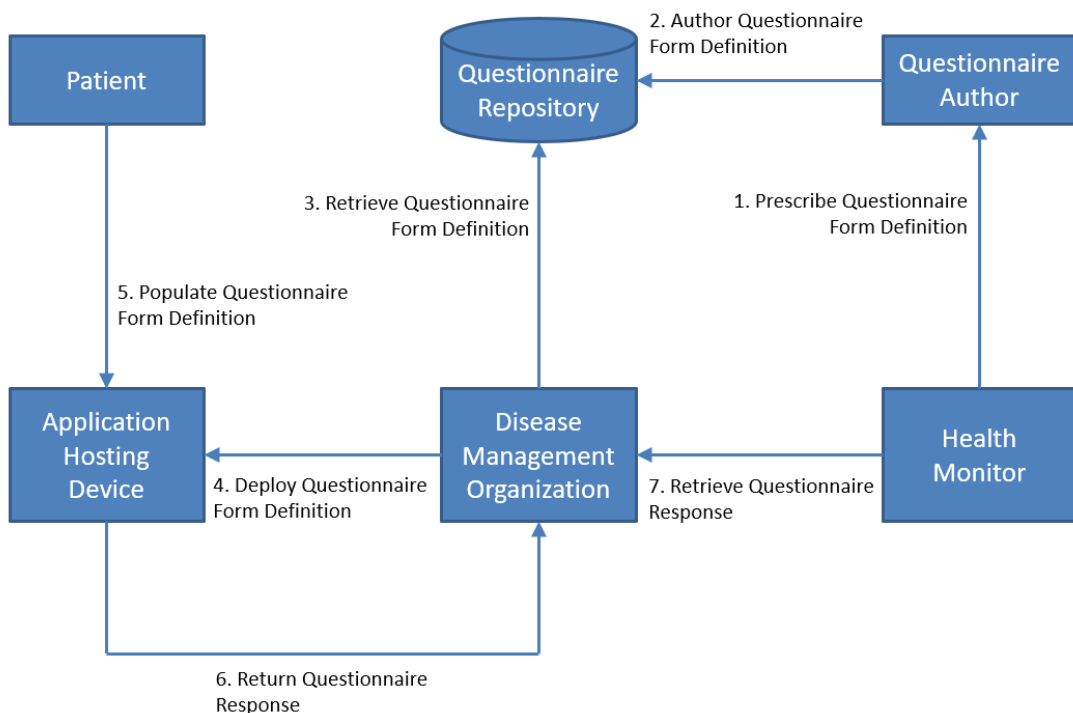 Patient
Questionnaire
Repository
2. Author Questionnaire
Form Definition
Questionnaire
Author
3. Retrieve Questionnaire
Form Definition
1. Prescribe Questionnaire
Form Definition
5. Populate Questionnaire
Form Definition
Application
Hosting
Device
4. Deploy Questionnaire
Form Definition
Disease
Management
Organization
7. Retrieve Questionnaire
Response
Health
Monitor
6. Return Questionnaire
Response